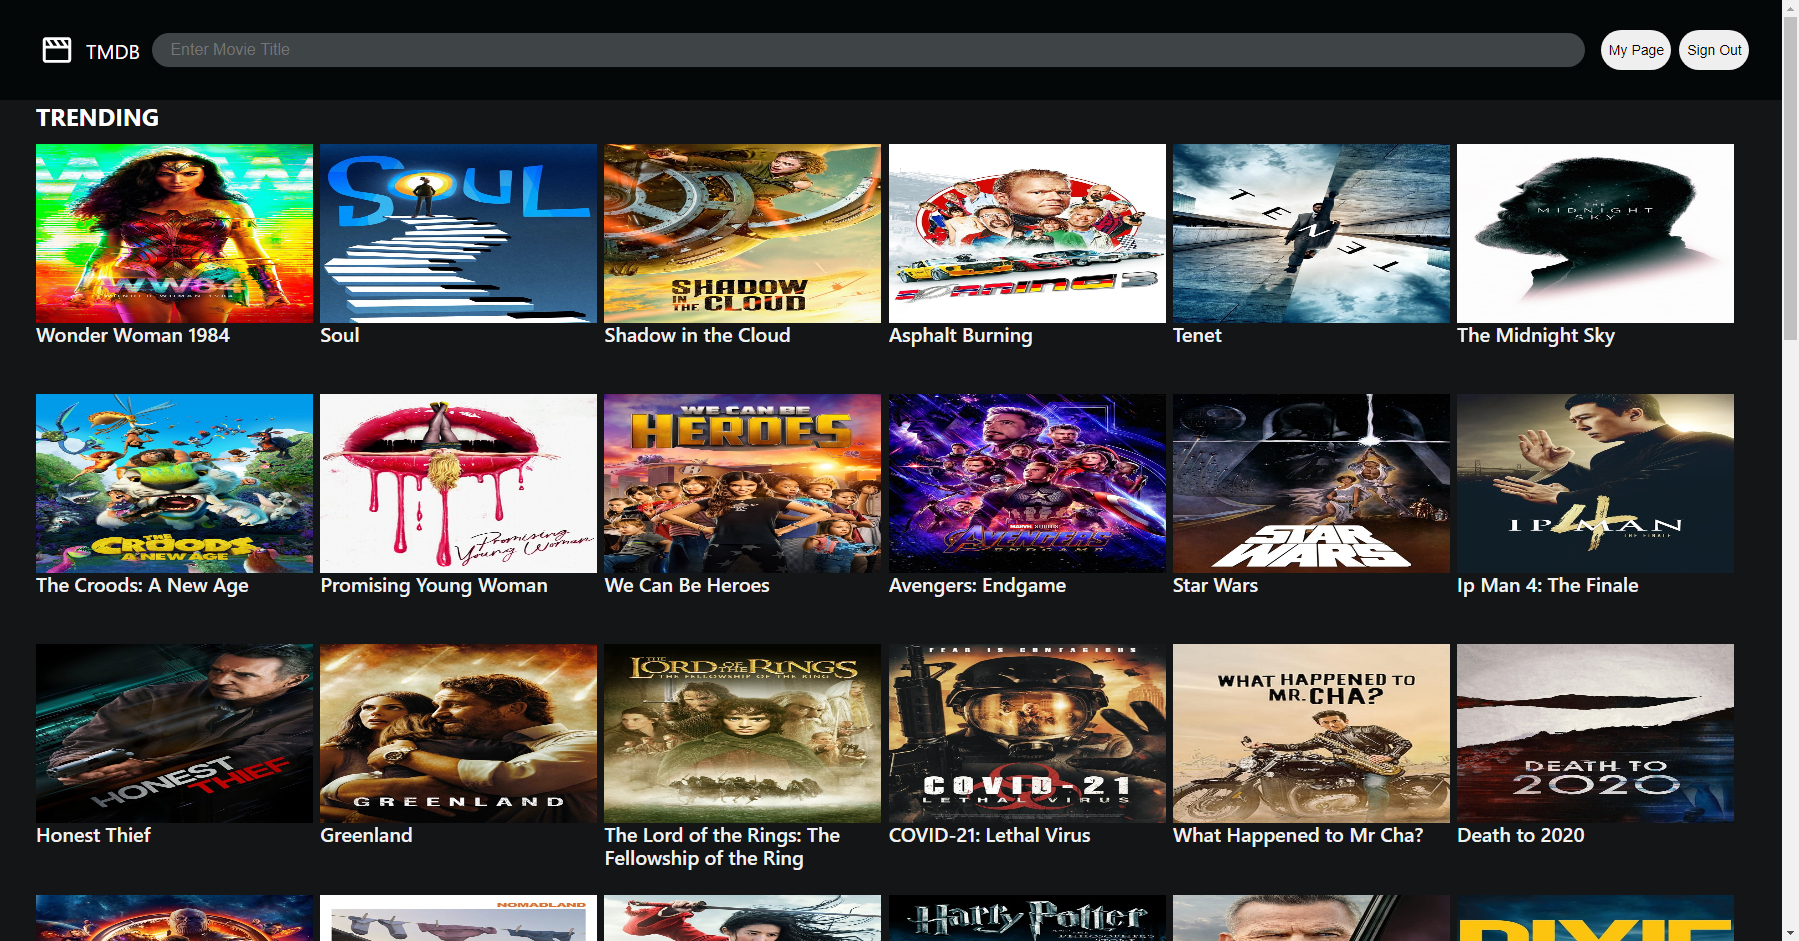 TMDB
Enter Movie Title
My Page
Sign Out
TRENDING
WW84
WONDER WOMAN 1984
SOUL
SHADOW
IN THE CLOUD
TENET
THE
MIDNIGHT
SKY
Wonder Woman 1984
Soul
Shadow in the Cloud
Asphalt Burning
Tenet
The Midnight Sky
THE
CROODS
A NEW AGE
Promising
Young Woman
WE CAN BE
HEROES
MARVEL STUDIOS
AVENGERS
ENDGAME
STAR
WARS
IP MAN
4
THE FINALE
The Croods: A New Age
Promising Young Woman
We Can Be Heroes
Avengers: Endgame
Star Wars
Ip Man 4: The Finale
HONEST
THIEF
GREENLAND
THE
LORD OF THE RINGS
THE FELLOWSHIP OF THE RING
FEAR IS CONTAGIOUS
COVID-21
LETHAL VIRUS
WHAT HAPPENED TO
MR. CHA?
DEATH TO
2020
Honest Thief
Greenland
The Lord of the Rings: The
Fellowship of the Ring
COVID-21: Lethal Virus
What Happened to Mr Cha?
Death to 2020
NOMADLAND
Harry Potter
DIXIE